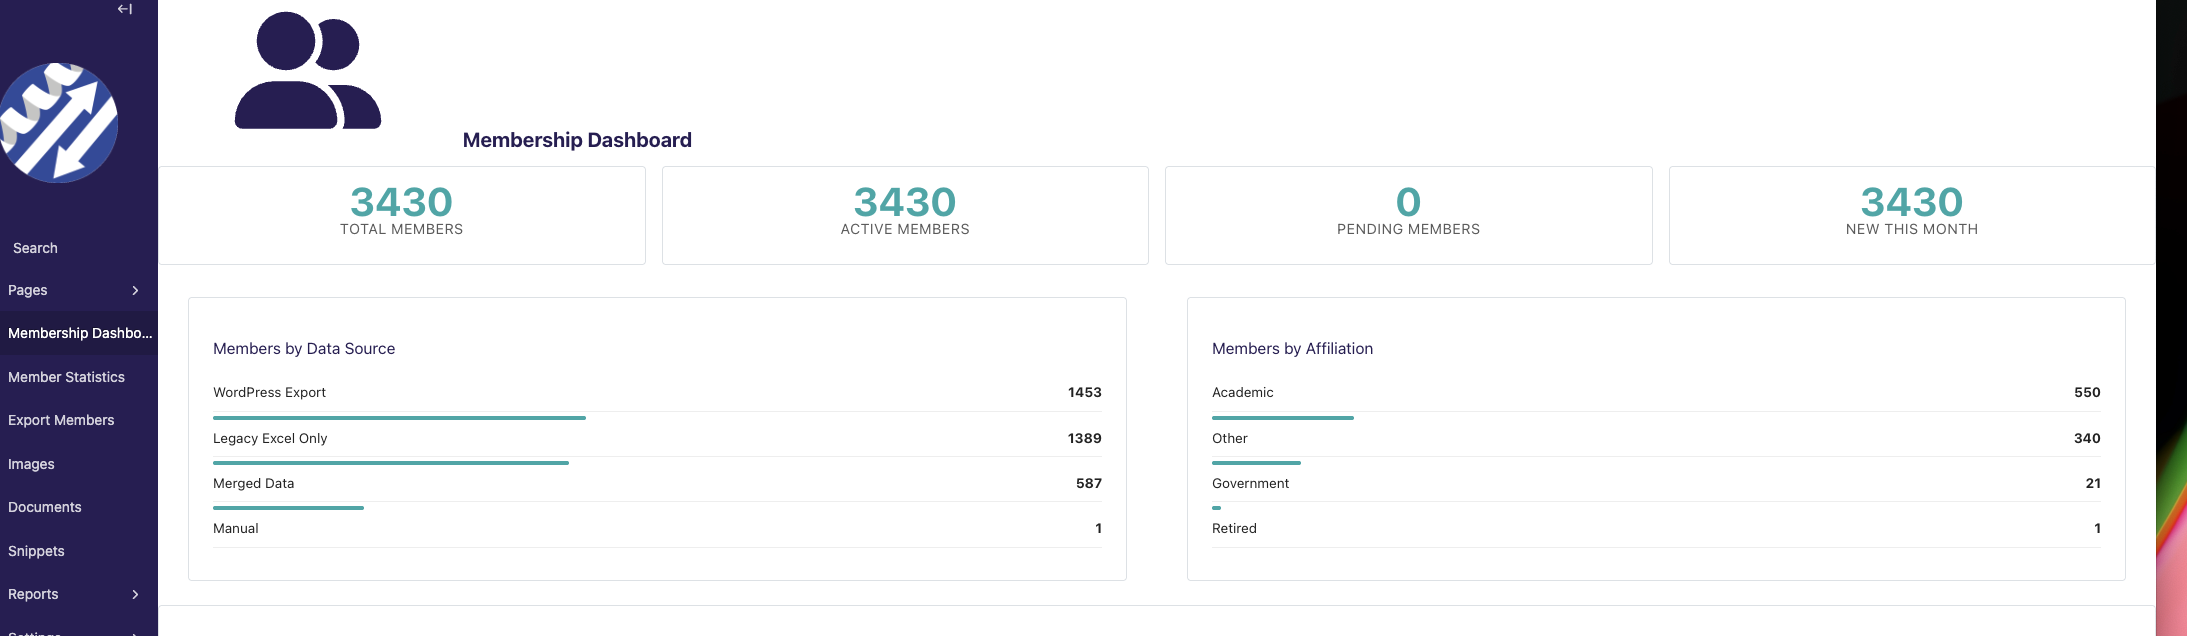 Membership Dashboard
3430
TOTAL MEMBERS
3430
ACTIVE MEMBERS
0
PENDING MEMBERS
3430
NEW THIS MONTH
Search
Pages
Membership Dashbo...
Member Statistics
Export Members
Images
Documents
Snippets
Reports
Members by Data Source
WordPress Export 1453
Legacy Excel Only 1389
Merged Data 587
Manual 1
Members by Affiliation
Academic 550
Other 340
Government 21
Retired 1